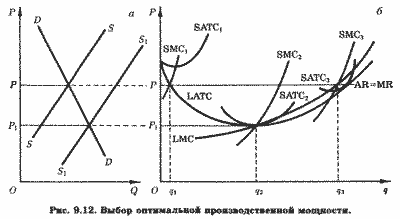 P D S а S₁
P
P₁
S S₁ D
O Q
P SMC₁ SATC₁ SMC₂ SMC₃ б
P LATC SATC₂ SATC₃ AR=MR
P₁ LMC
O q₁ q₂ q₃ q
Рис. 9.12. Выбор оптимальной производственной мощности.